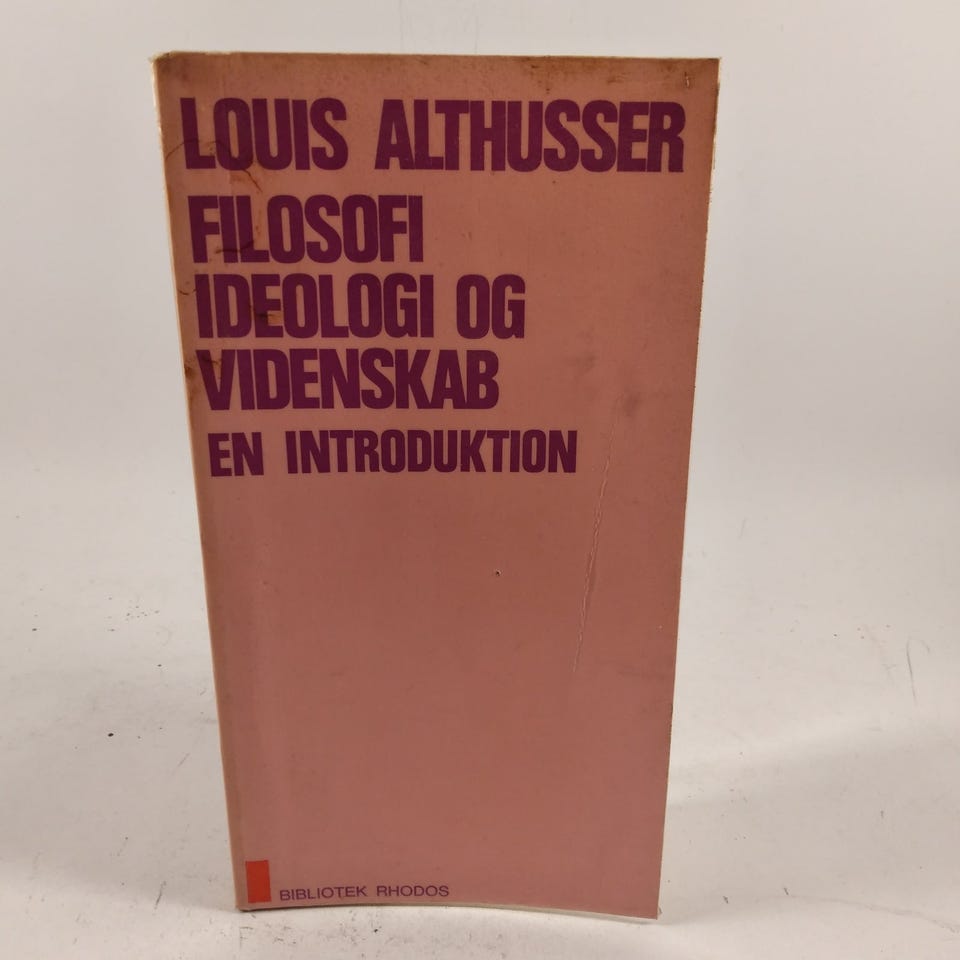 LOUIS ALTHUSSER
FILOSOFI
IDEOLOGI OG
VIDENSKAB
EN INTRODUKTION
BIBLIOTEK RHODOS